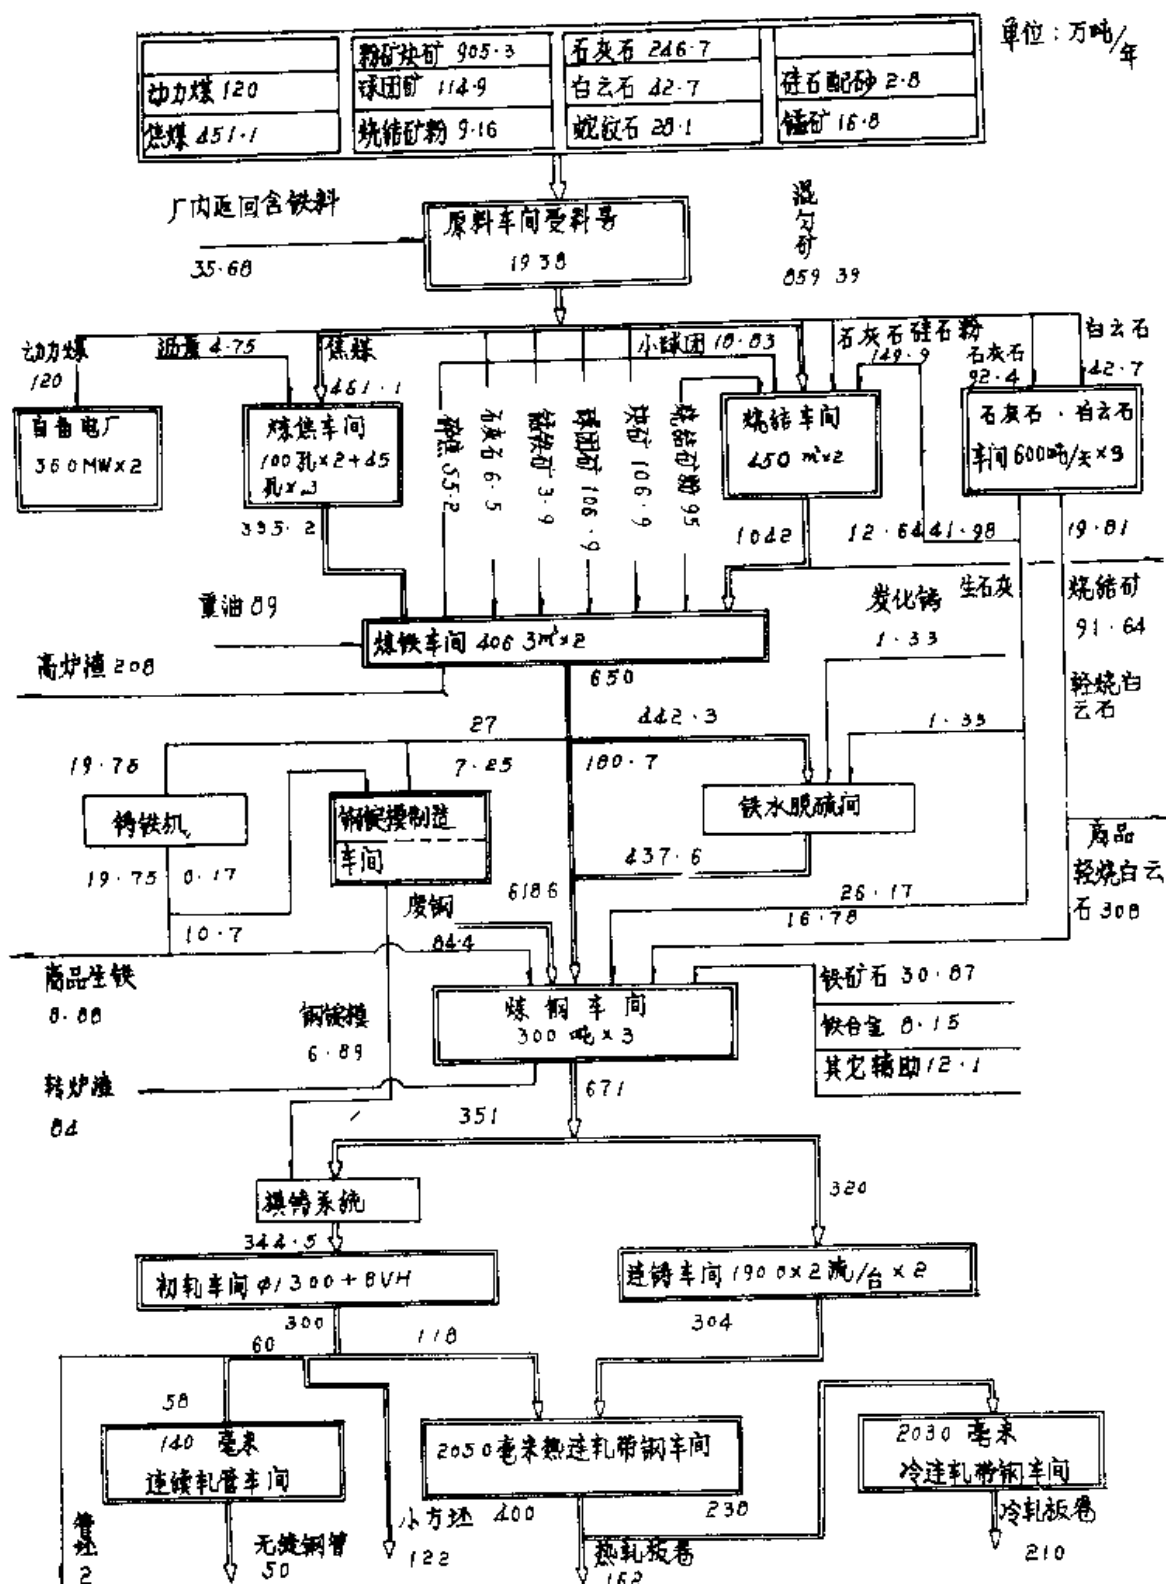 单位：万吨/年
粉矿块矿 905·3
石灰石 246·7
动力煤 120
球团矿 114·9
白云石 42·7
硅石配砂 2·8
焦煤 451·1
烧结矿粉 9·16
蛇纹石 28·1
锰矿 16·8
厂内返回含铁料
35·68
原料车间受料号
1938
混匀矿
859 39
动力煤
120
沥青 4·75
焦煤
451·1
小球团 18·83
石灰石硅石粉
149·9
石灰石
92·4
白云石
42·7
自备电厂
360MW×2
炼焦车间
100孔×2+45
孔×3
碎焦 55·2
石灰石 6·5
锰铁矿 3·9
球团矿 106·9
块矿 106·9
烧结矿粉 95
烧结车间
450 m²×2
石灰石·白云石
车间 600吨/天×3
335·2
1042
12·64
41·98
19·81
重油 89
高炉渣 208
炼铁车间 4063m³×2
650
炭化钙
1·33
生石灰
烧结矿
91·64
轻烧白云石
27
442·3
1·33
19·75
7·25
180·7
铸铁机
钢锭模制造
车间
铁水脱硫间
19·75
0·17
437·6
618·6
商品
轻烧白云
石 308
废钢
84·4
26·17
16·78
10·7
商品生铁
8·88
钢锭模
6·89
炼钢车间
300吨×3
铁矿石 30·87
铁合金 8·15
其它辅助 12·1
转炉渣
84
671
351
320
模铸系统
344·5
初轧车间 φ1300+8VH
连铸车间 1900×2流/台×2
300
304
60
118
58
140 毫米
连续轧管车间
2050毫米热连轧带钢车间
2030 毫米
冷连轧带钢车间
管坯
2
无缝钢管
50
小方坯
122
400
230
热轧板卷
162
冷轧板卷
210